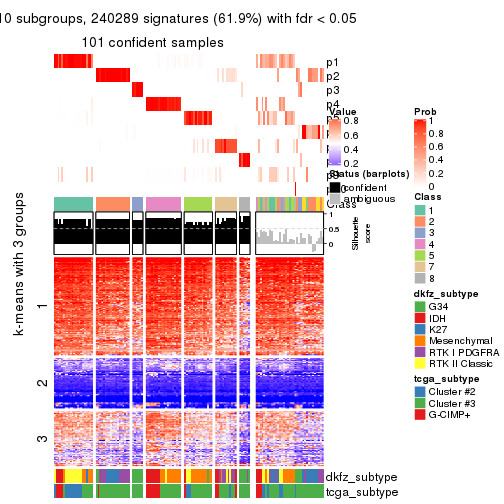 10 subgroups, 240289 signatures (61.9%) with fdr < 0.05
101 confident samples
p1
p2
p3
p4
Value
0.8
0.6
0.4
0.2
Status (barplots)
confident
ambiguous
Class
1
0.5
0
Silhouette
score
k-means with 3 groups
1
2
3
Prob
1
0.8
0.6
0.4
0.2
0
Class
1
2
3
4
5
7
8
dkfz_subtype
G34
IDH
K27
Mesenchymal
RTK I PDGFRA
RTK II Classic
tcga_subtype
Cluster #2
Cluster #3
G-CIMP+
dkfz_subtype
tcga_subtype